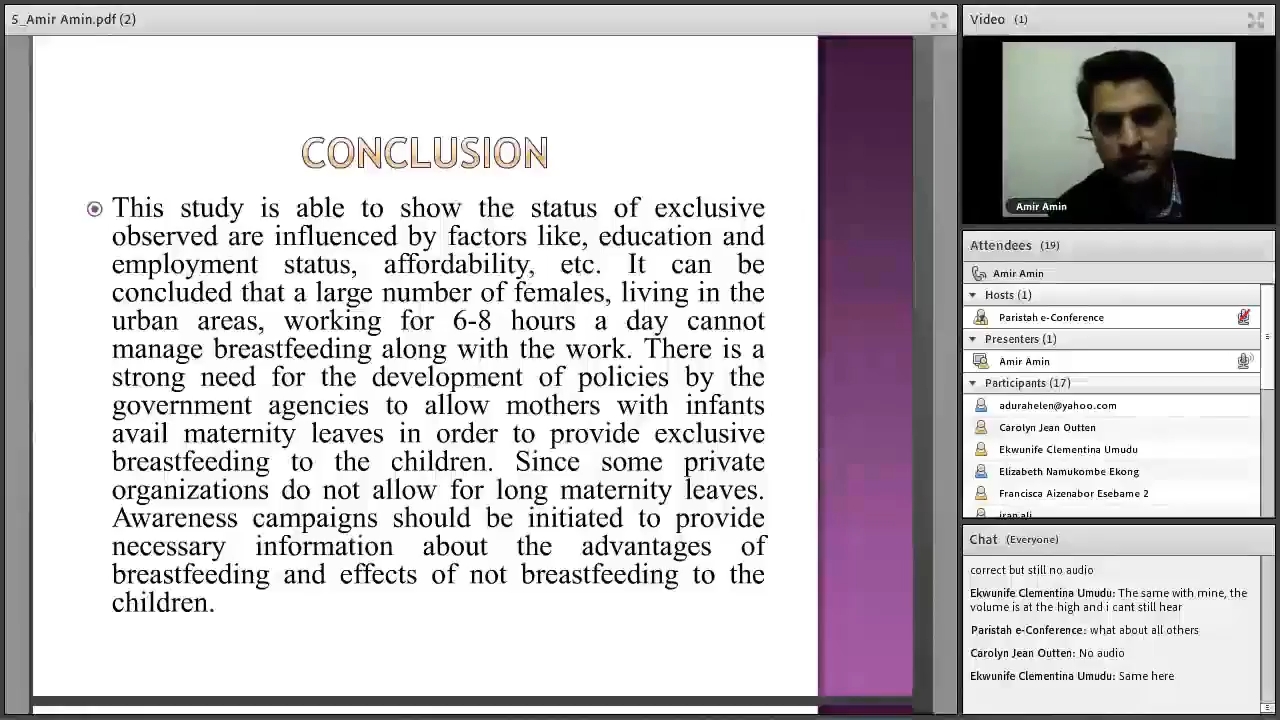 5_Amir Amin.pdf (2)
CONCLUSION
This study is able to show the status of exclusive
observed are influenced by factors like, education and
employment status, affordability, etc. It can be
concluded that a large number of females, living in the
urban areas, working for 6-8 hours a day cannot
manage breastfeeding along with the work. There is a
strong need for the development of policies by the
government agencies to allow mothers with infants
avail maternity leaves in order to provide exclusive
breastfeeding to the children. Since some private
organizations do not allow for long maternity leaves.
Awareness campaigns should be initiated to provide
necessary information about the advantages of
breastfeeding and effects of not breastfeeding to the
children.
Video (1)
Amir Amin
Attendees (19)
Amir Amin
Hosts (1)
Paristah e-Conference
Presenters (1)
Amir Amin
Participants (17)
adurahelen@yahoo.com
Carolyn Jean Outten
Ekwunife Clementina Umudu
Elizabeth Namukombe Ekong
Francisca Aizenabor Esebame 2
iran ali
Chat (Everyone)
correct but still no audio
Ekwunife Clementina Umudu: The same with mine, the
volume is at the high and i cant still hear
Paristah e-Conference: what about all others
Carolyn Jean Outten: No audio
Ekwunife Clementina Umudu: Same here